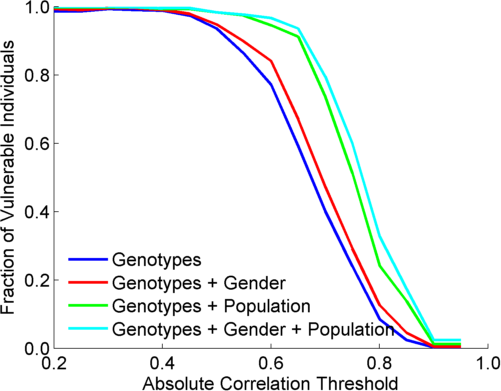 Fraction of Vulnerable Individuals
1.0
0.8
0.6
0.4
0.2
0.0
Genotypes
Genotypes + Gender
Genotypes + Population
Genotypes + Gender + Population
0.2
0.4
0.6
0.8
1.0
Absolute Correlation Threshold